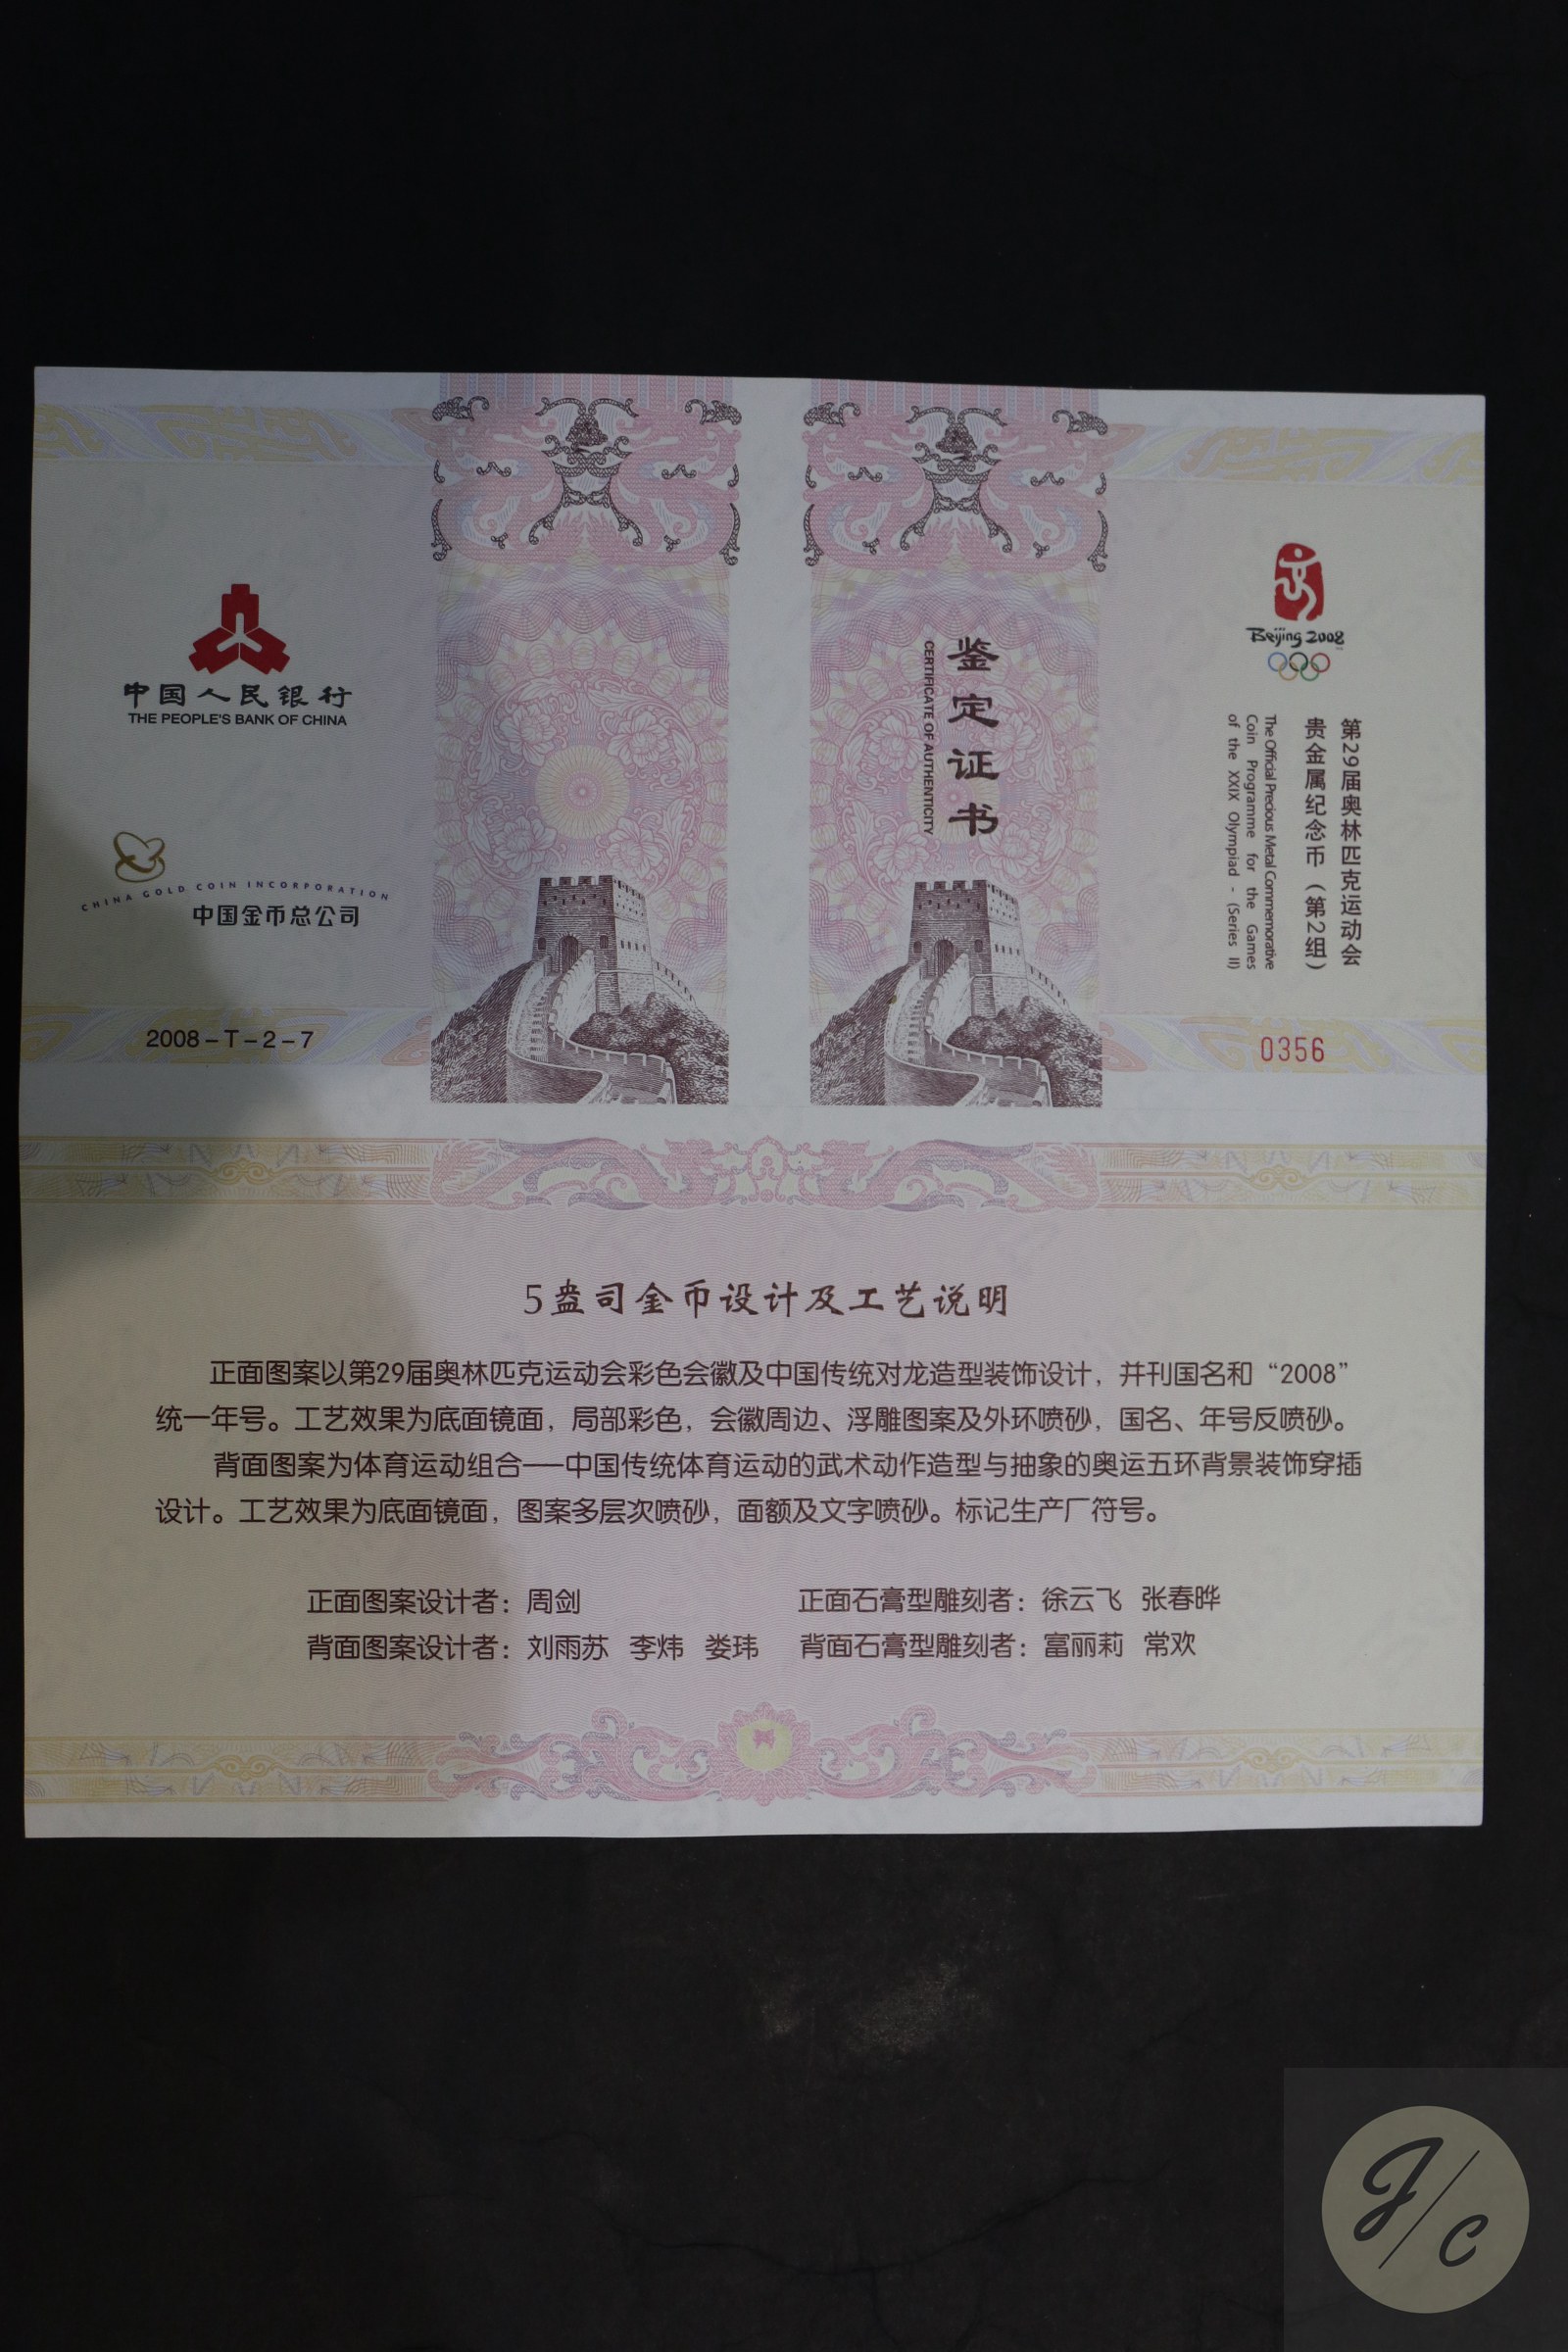 中国人民银行
THE PEOPLE'S BANK OF CHINA
CHINA GOLD COIN INCORPORATION
中国金币总公司
2008-T-2-7
鉴定证书
CERTIFICATE OF AUTHENTICITY
Beijing 2008
第29届奥林匹克运动会
贵金属纪念币（第2组）
The Official Precious Metal Commemorative
Coin Programme for the Games
of the XXIX Olympiad - (Series II)
0356
5盎司金币设计及工艺说明
正面图案以第29届奥林匹克运动会彩色会徽及中国传统对龙造型装饰设计，并刊国名和“2008”
统一年号。工艺效果为底面镜面，局部彩色，会徽周边、浮雕图案及外环喷砂，国名、年号反喷砂。
背面图案为体育运动组合——中国传统体育运动的武术动作造型与抽象的奥运五环背景装饰穿插
设计。工艺效果为底面镜面，图案多层次喷砂，面额及文字喷砂。标记生产厂符号。
正面图案设计者：周剑 正面石膏型雕刻者：徐云飞 张春晔
背面图案设计者：刘雨苏 李炜 娄玮 背面石膏型雕刻者：富丽莉 常欢
J/C